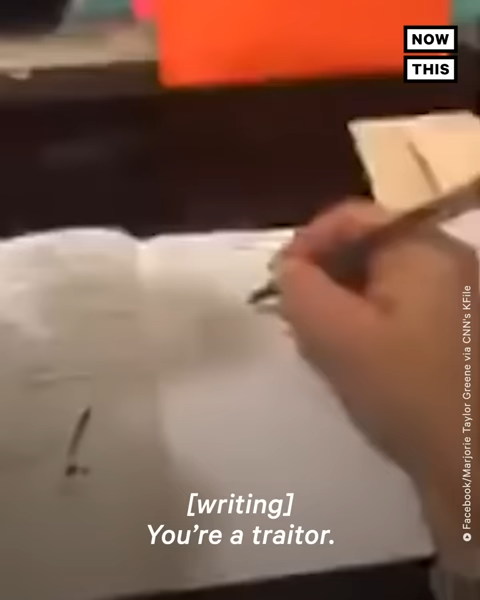 NOW
THIS
Facebook/Marjorie Taylor Greene via CNN's KFile
!
[writing]
You're a traitor.